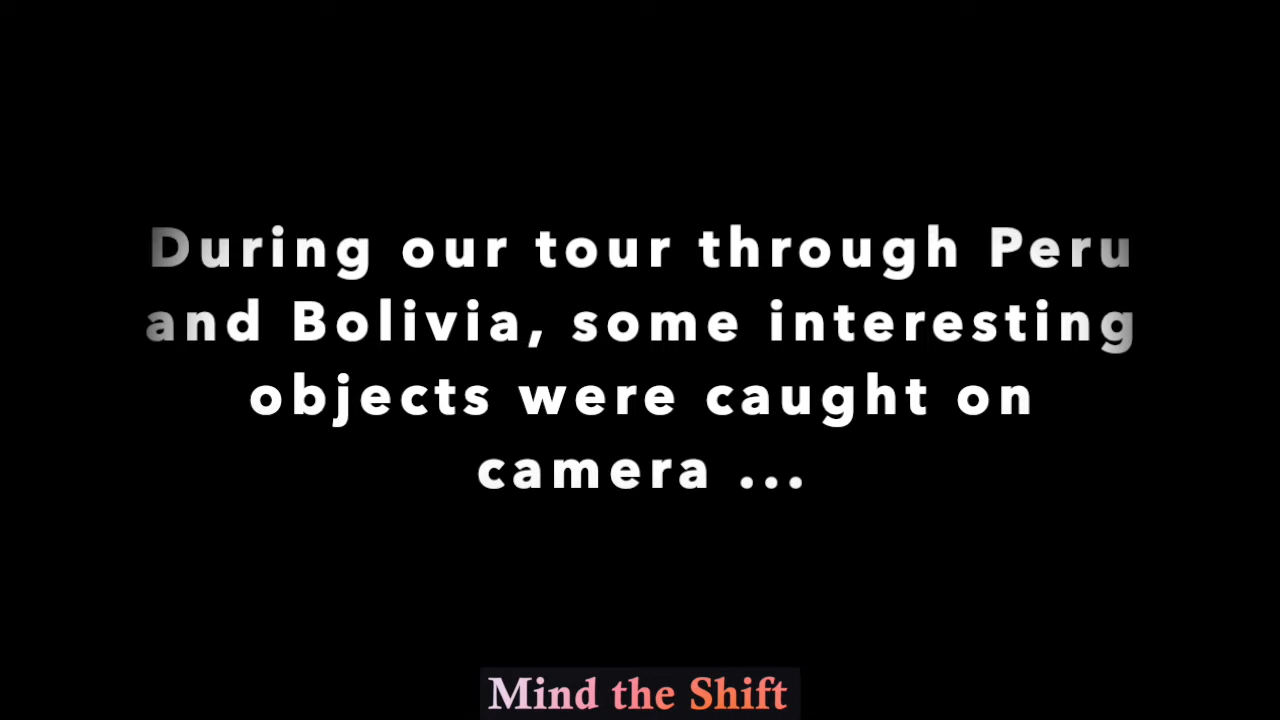 During our tour through Peru
and Bolivia, some interesting
objects were caught on
camera ...
Mind the Shift